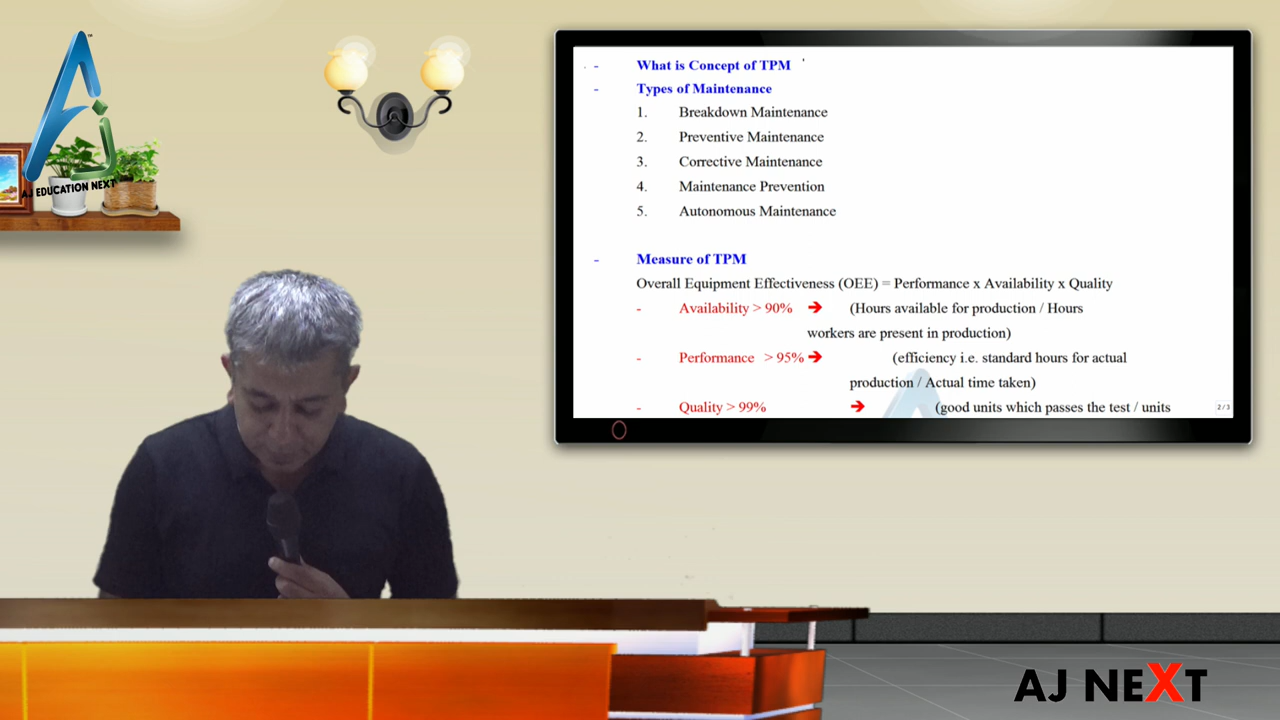 AJ EDUCATION NEXT
- What is Concept of TPM
- Types of Maintenance
1. Breakdown Maintenance
2. Preventive Maintenance
3. Corrective Maintenance
4. Maintenance Prevention
5. Autonomous Maintenance
- Measure of TPM
Overall Equipment Effectiveness (OEE) = Performance x Availability x Quality
- Availability > 90% ➔ (Hours available for production / Hours
workers are present in production)
- Performance > 95% ➔ (efficiency i.e. standard hours for actual
production / Actual time taken)
- Quality > 99% ➔ (good units which passes the test / units
2 / 3
AJ NEXT